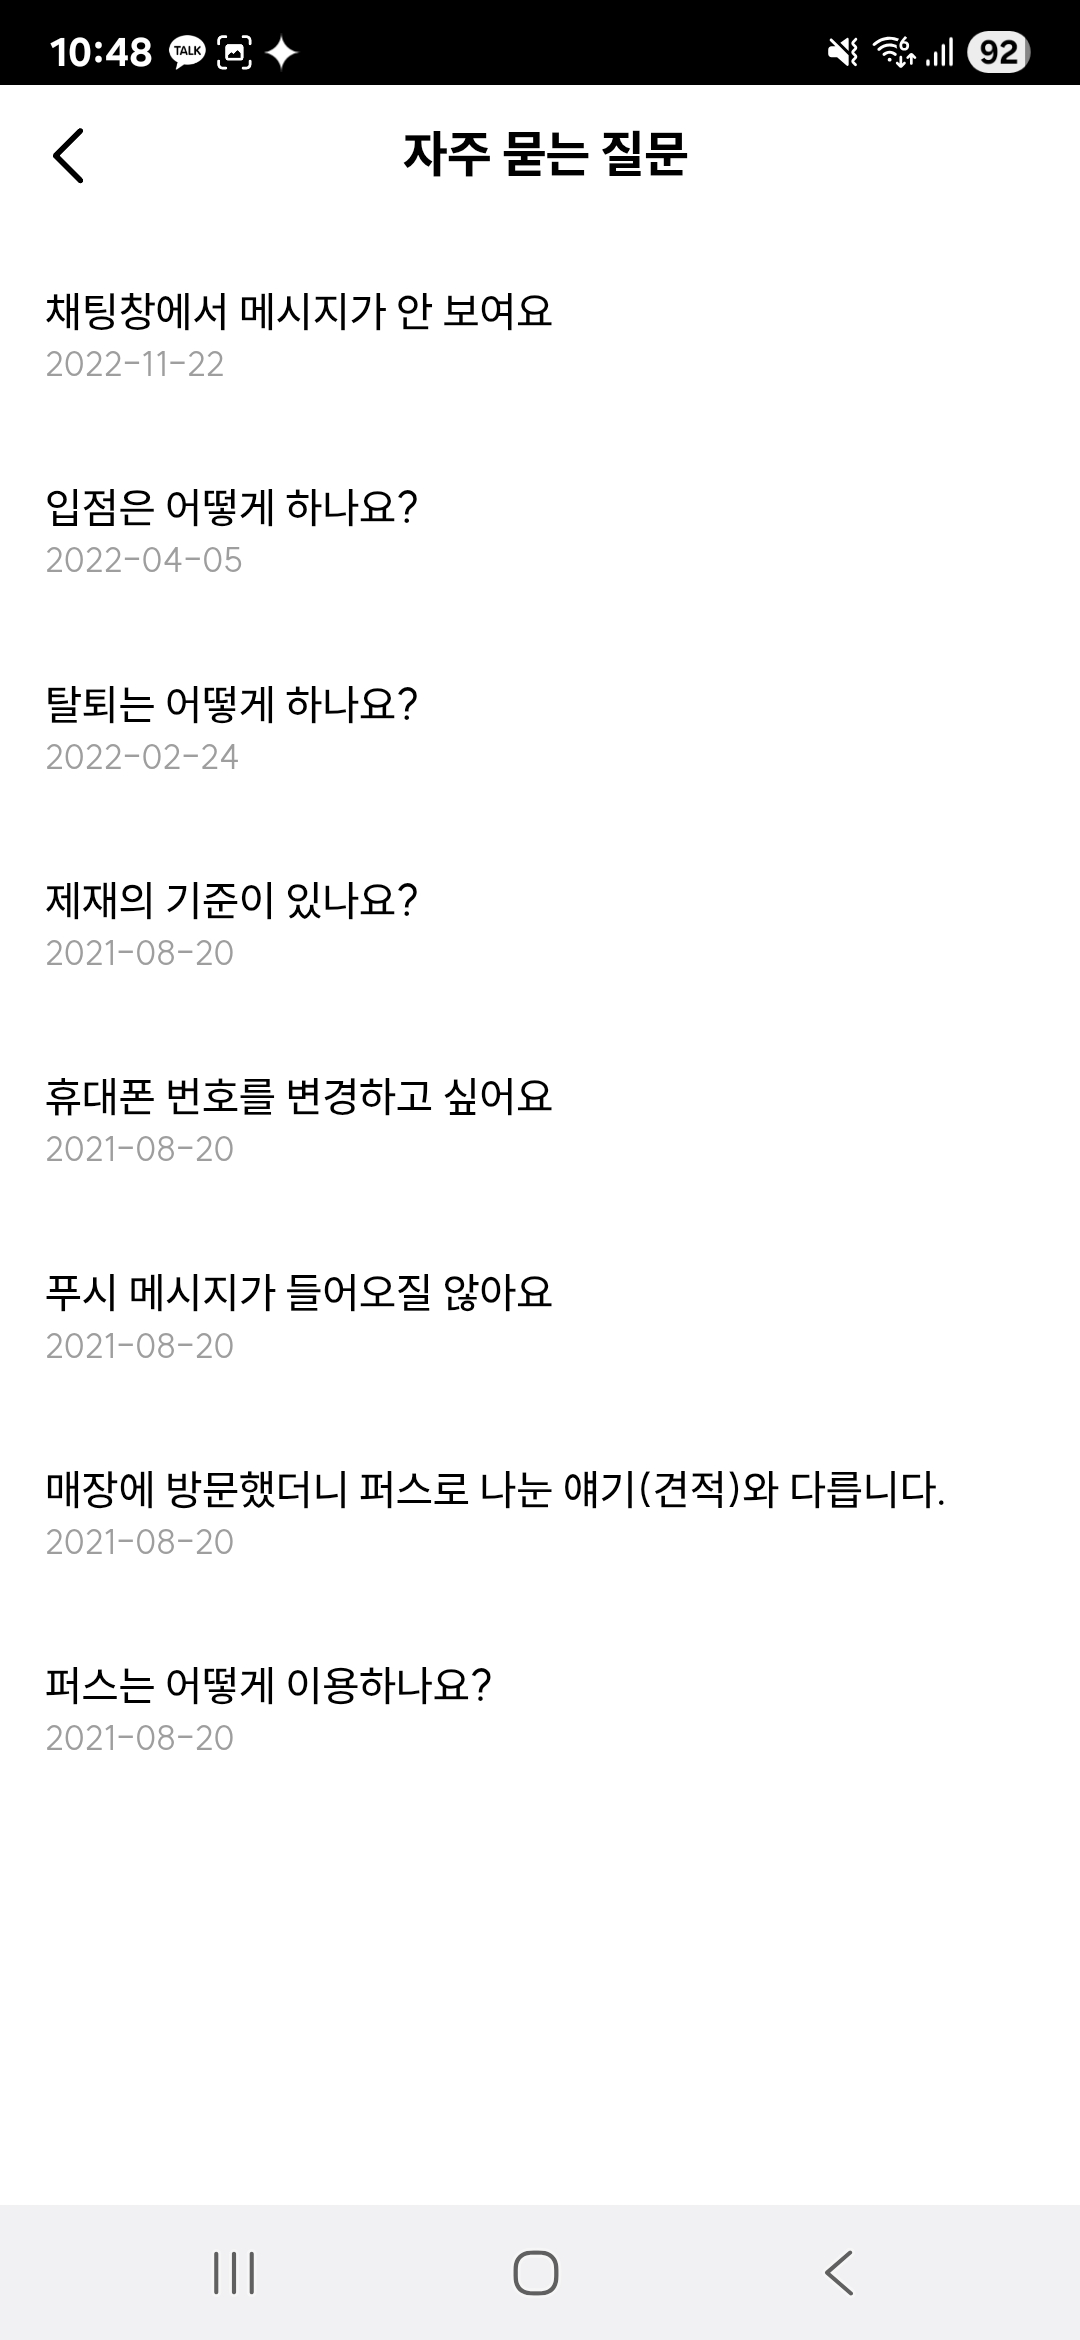 10:48 TALK 6 92
자주 묻는 질문
채팅창에서 메시지가 안 보여요
2022-11-22
입점은 어떻게 하나요?
2022-04-05
탈퇴는 어떻게 하나요?
2022-02-24
제재의 기준이 있나요?
2021-08-20
휴대폰 번호를 변경하고 싶어요
2021-08-20
푸시 메시지가 들어오질 않아요
2021-08-20
매장에 방문했더니 퍼스로 나눈 얘기(견적)와 다릅니다.
2021-08-20
퍼스는 어떻게 이용하나요?
2021-08-20